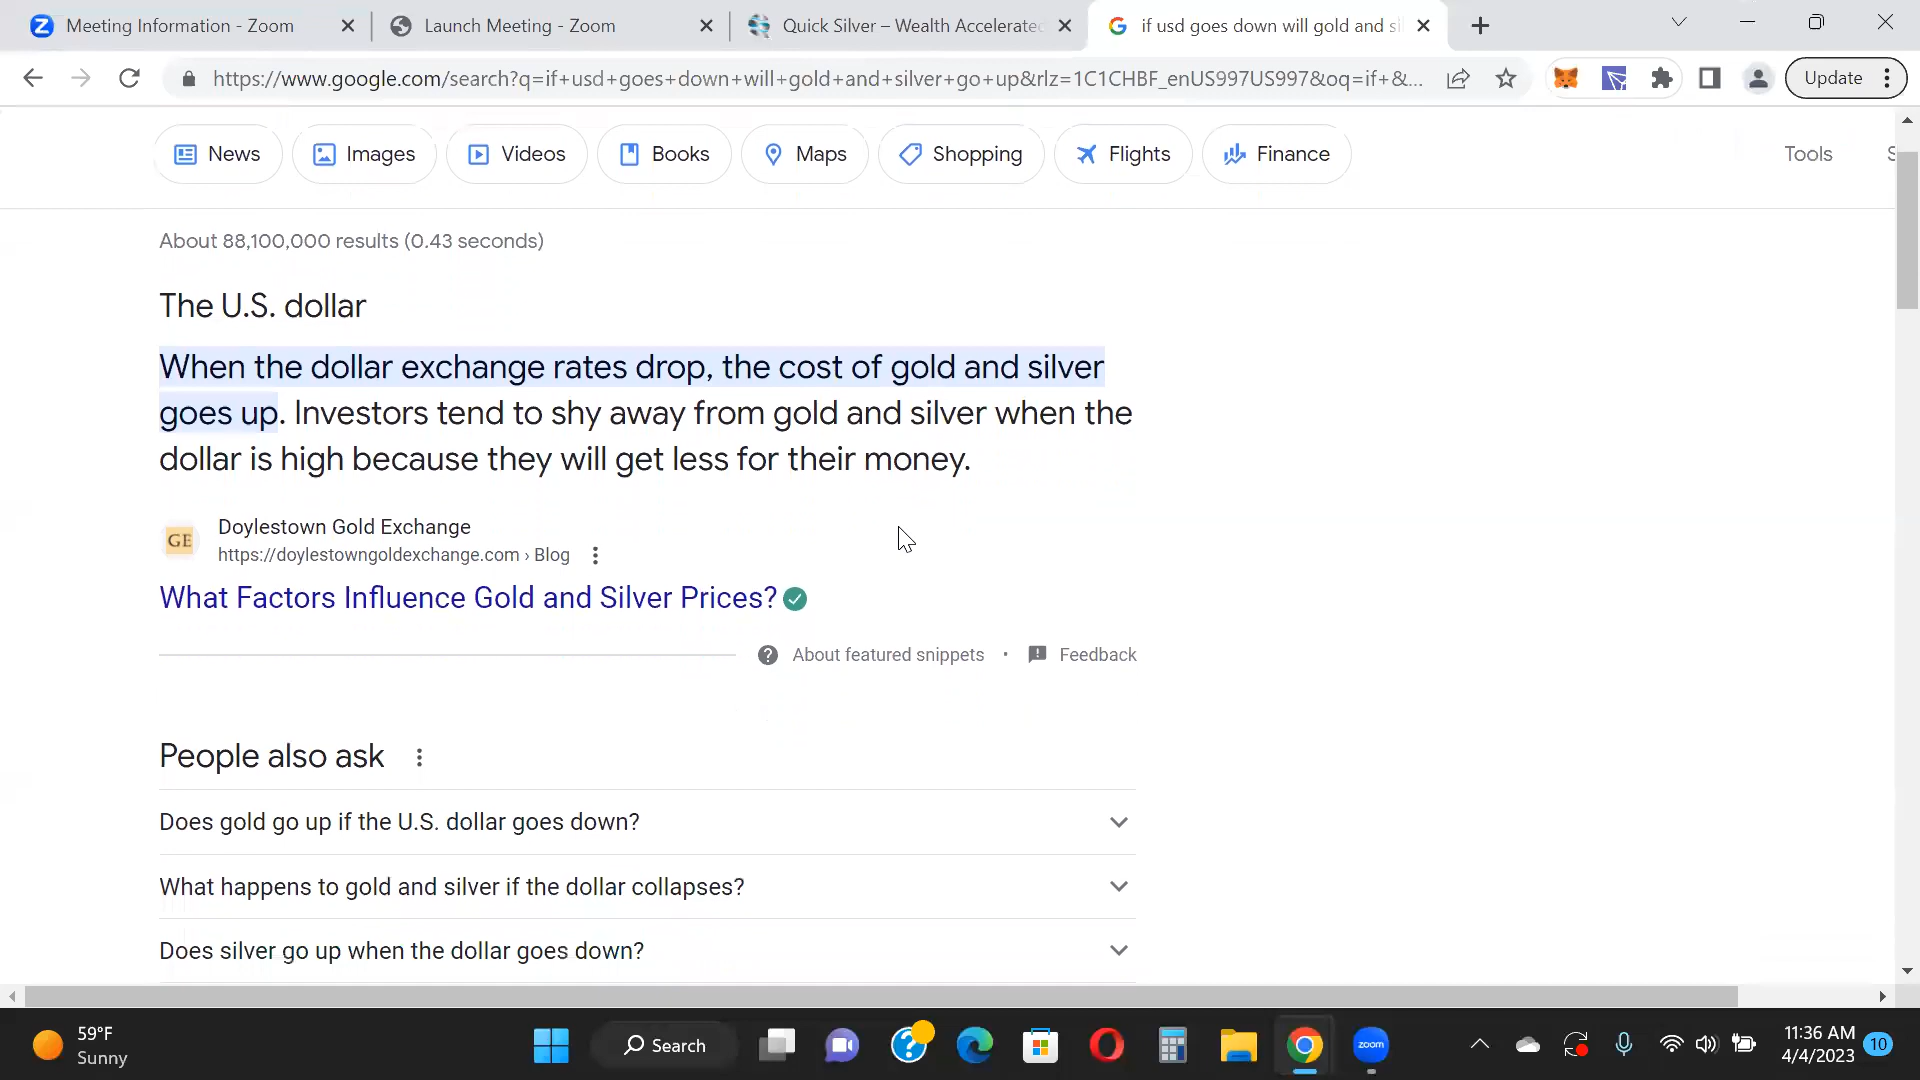 Meeting Information - Zoom
Launch Meeting - Zoom
Quick Silver – Wealth Accelerated
if usd goes down will gold and sil
https://www.google.com/search?q=if+usd+goes+down+will+gold+and+silver+go+up&rlz=1C1CHBF_enUS997US997&oq=if+&...
Update
News
Images
Videos
Books
Maps
Shopping
Flights
Finance
Tools
S
About 88,100,000 results (0.43 seconds)
The U.S. dollar
When the dollar exchange rates drop, the cost of gold and silver
goes up. Investors tend to shy away from gold and silver when the
dollar is high because they will get less for their money.
GE
Doylestown Gold Exchange
https://doylestowngoldexchange.com › Blog
What Factors Influence Gold and Silver Prices?
About featured snippets
•
Feedback
People also ask
Does gold go up if the U.S. dollar goes down?
What happens to gold and silver if the dollar collapses?
Does silver go up when the dollar goes down?
59°F
Sunny
Search
zoom
11:36 AM
4/4/2023
10